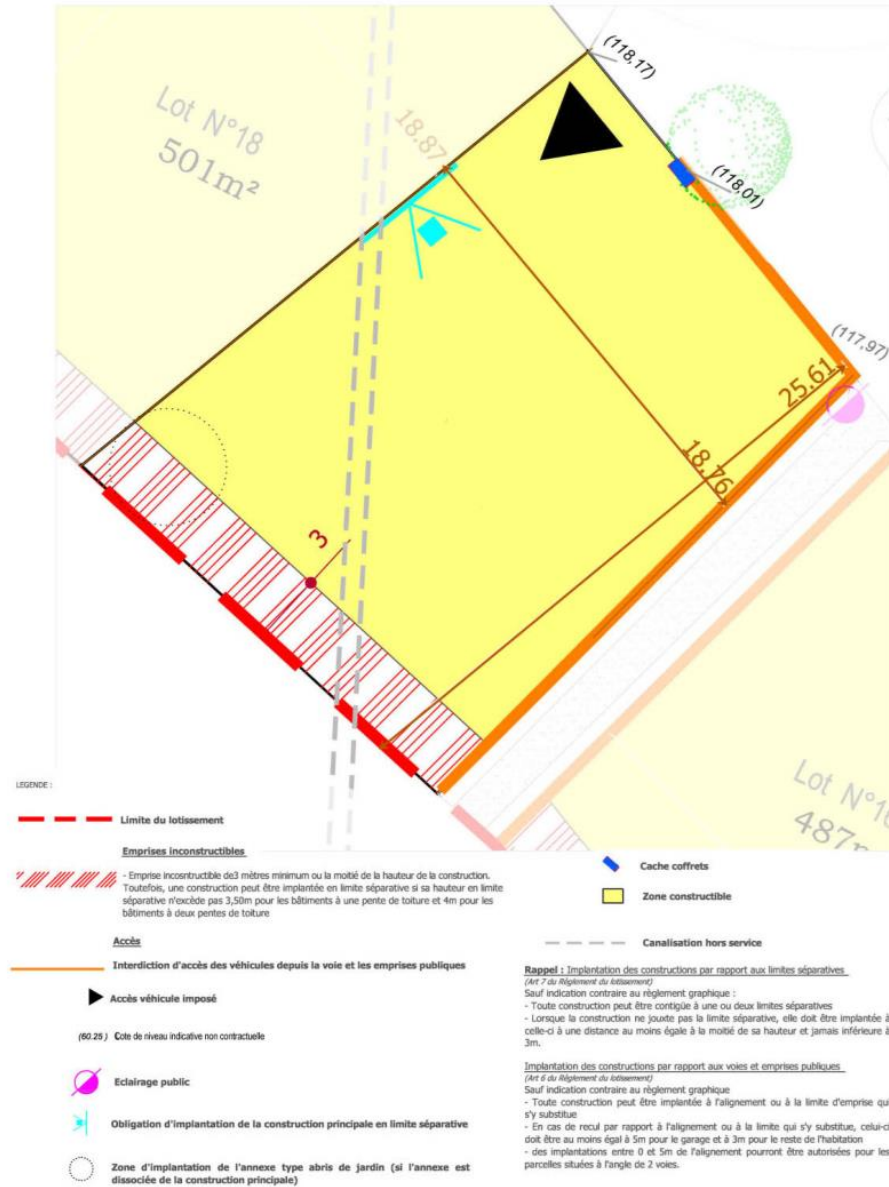 (118,17)
Lot N°18
501m²
18.87
(118,01)
(117,97)
25.61
18.76
3
Lot N°1
487
LEGENDE :
Limite du lotissement
Emprises inconstructibles
- Emprise incosntructible de3 mètres minimum ou la moitié de la hauteur de la construction.
Toutefois, une construction peut être implantée en limite séparative si sa hauteur en limite
séparative n'excède pas 3,50m pour les bâtiments à une pente de toiture et 4m pour les
bâtiments à deux pentes de toiture
Accès
Interdiction d'accès des véhicules depuis la voie et les emprises publiques
Accès véhicule imposé
(60.25 ) Cote de niveau indicative non contractuelle
Eclairage public
Obligation d'implantation de la construction principale en limite séparative
Zone d'implantation de l'annexe type abris de jardin (si l'annexe est
dissociée de la construction principale)
Cache coffrets
Zone constructible
Canalisation hors service
Rappel : Implantation des constructions par rapport aux limites séparatives
(Art 7 du Réglement du lotissement)
Sauf indication contraire au règlement graphique :
- Toute construction peut être contigüe à une ou deux limites séparatives
- Lorsque la construction ne jouxte pas la limite séparative, elle doit être implantée à
celle-ci à une distance au moins égale à la moitié de sa hauteur et jamais inférieure à
3m.
Implantation des constructions par rapport aux voies et emprises publiques
(Art 6 du Réglement du lotissement)
Sauf indication contraire au règlement graphique
- Toute construction peut être implantée à l'alignement ou à la limite d'emprise qui
s'y substitue
- En cas de recul par rapport à l'alignement ou à la limite qui s'y substitue, celui-ci
doit être au moins égal à 5m pour le garage et à 3m pour le reste de l'habitation
- des implantations entre 0 et 5m de l'alignement pourront être autorisées pour les
parcelles situées à l'angle de 2 voies.